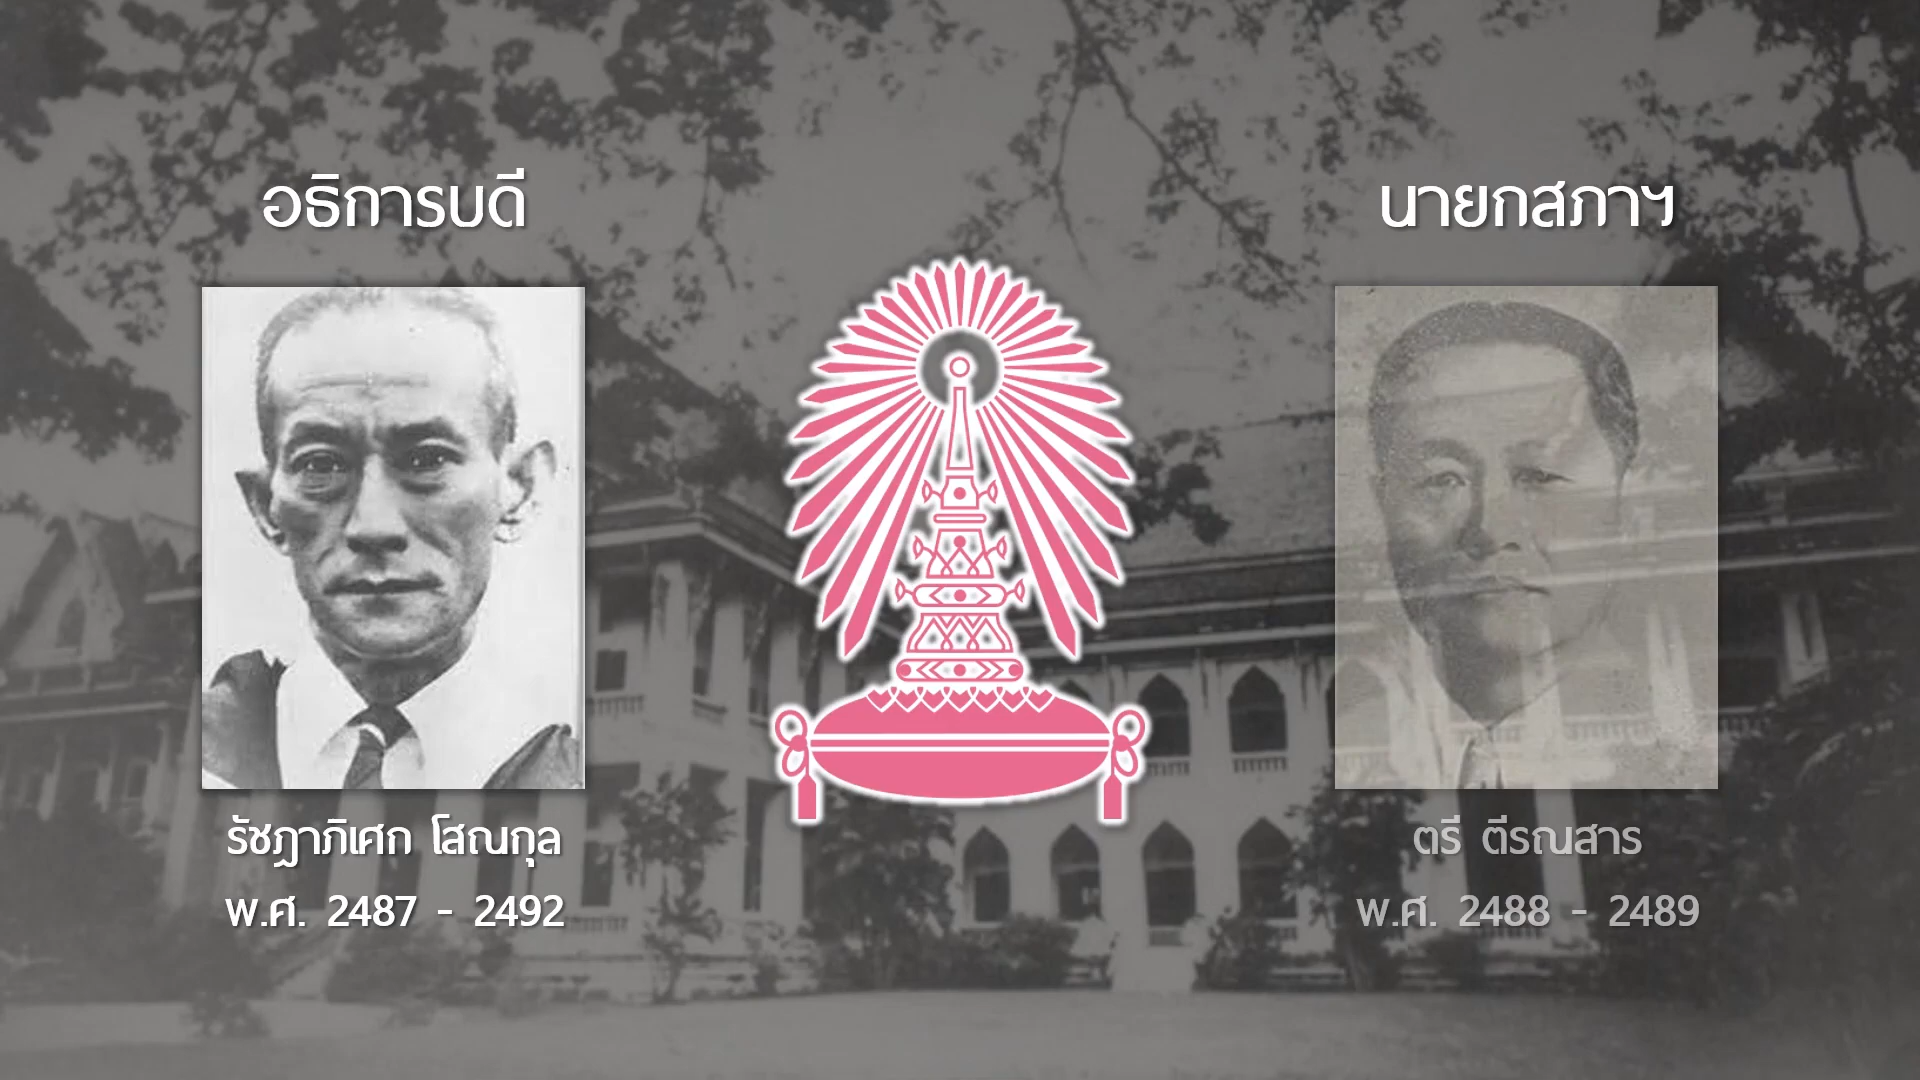 อธิการบดี
รัชฎาภิเศก โสณกุล
พ.ศ. 2487 - 2492
นายกสภาฯ
ตรี ตีรณสาร
พ.ศ. 2488 - 2489